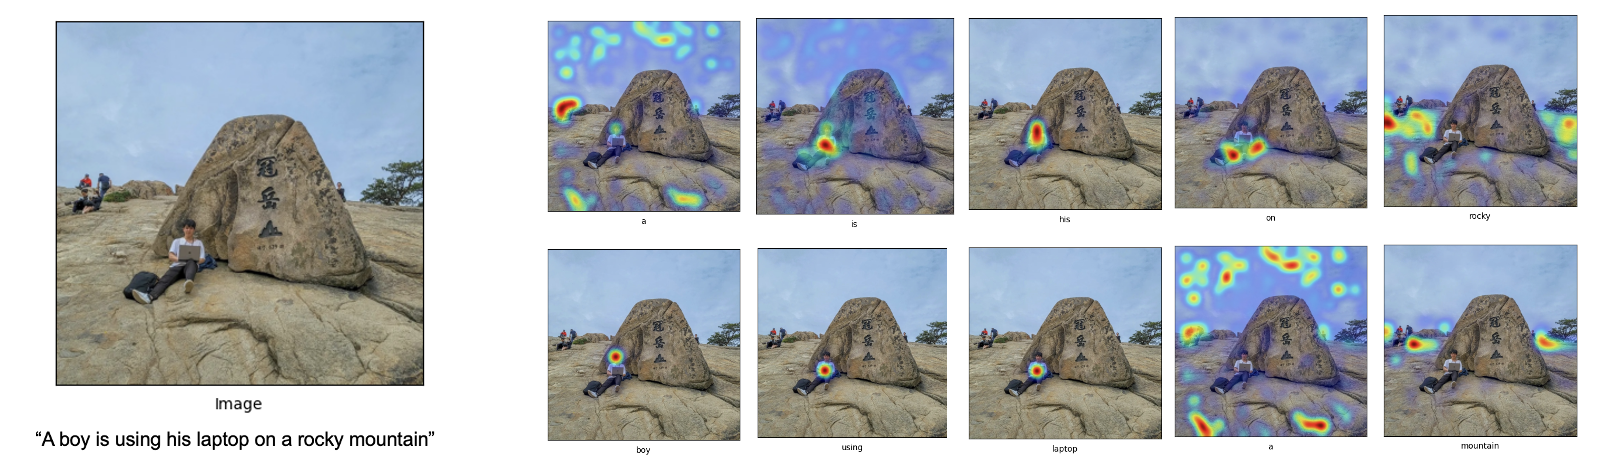 冠
岳
山
Image
“A boy is using his laptop on a rocky mountain”
a
is
his
on
rocky
boy
using
laptop
a
mountain